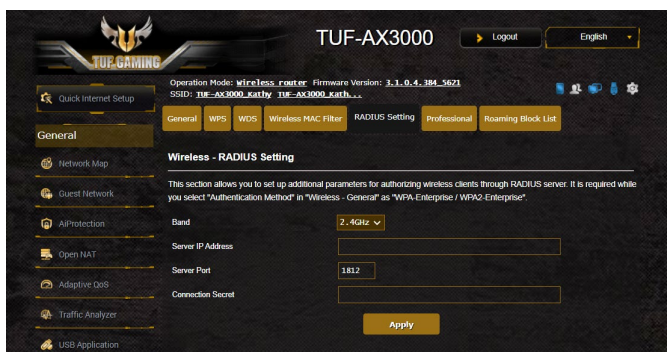 TUF GAMING
TUF-AX3000
Logout
English
Operation Mode: Wireless router Firmware Version: 3.1.0.4.384_5621
SSID: TUF-AX3000_Kathy TUF-AX3000_Kath...
Quick Internet Setup
General
Network Map
Guest Network
AiProtection
Open NAT
Adaptive QoS
Traffic Analyzer
USB Application
General WPS WDS Wireless MAC Filter RADIUS Setting Professional Roaming Block List
Wireless - RADIUS Setting
This section allows you to set up additional parameters for authorizing wireless clients through RADIUS server. It is required while
you select "Authentication Method" in "Wireless - General" as "WPA-Enterprise / WPA2-Enterprise".
Band 2.4GHz
Server IP Address
Server Port 1812
Connection Secret
Apply